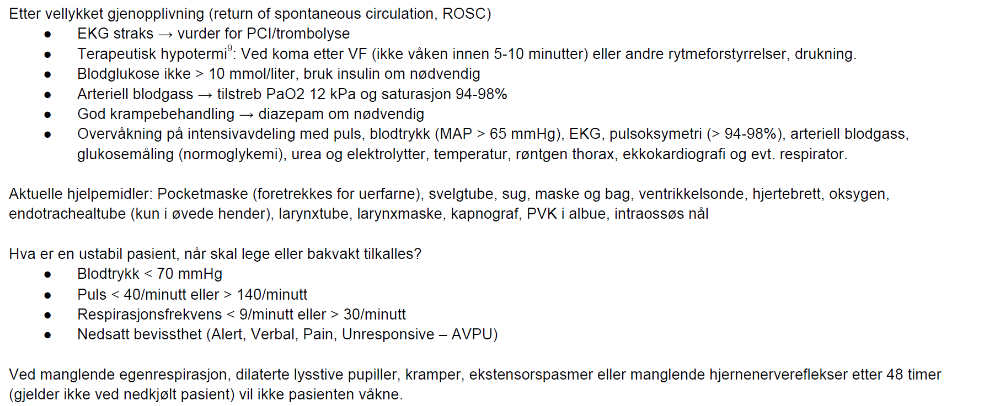 Etter vellykket gjenopplivning (return of spontaneous circulation, ROSC)
● EKG straks → vurder for PCI/trombolyse
● Terapeutisk hypotermi⁹: Ved koma etter VF (ikke våken innen 5-10 minutter) eller andre rytmeforstyrrelser, drukning.
● Blodglukose ikke > 10 mmol/liter, bruk insulin om nødvendig
● Arteriell blodgass → tilstreb PaO2 12 kPa og saturasjon 94-98%
● God krampebehandling → diazepam om nødvendig
● Overvåkning på intensivavdeling med puls, blodtrykk (MAP > 65 mmHg), EKG, pulsoksymetri (> 94-98%), arteriell blodgass,
glukosemåling (normoglykemi), urea og elektrolytter, temperatur, røntgen thorax, ekkokardiografi og evt. respirator.
Aktuelle hjelpemidler: Pocketmaske (foretrekkes for uerfarne), svelgtube, sug, maske og bag, ventrikkelsonde, hjertebrett, oksygen,
endotrachealtube (kun i øvede hender), larynxtube, larynxmaske, kapnograf, PVK i albue, intraossøs nål
Hva er en ustabil pasient, når skal lege eller bakvakt tilkalles?
● Blodtrykk < 70 mmHg
● Puls < 40/minutt eller > 140/minutt
● Respirasjonsfrekvens < 9/minutt eller > 30/minutt
● Nedsatt bevissthet (Alert, Verbal, Pain, Unresponsive – AVPU)
Ved manglende egenrespirasjon, dilaterte lysstive pupiller, kramper, ekstensorspasmer eller manglende hjernenervereflekser etter 48 timer
(gjelder ikke ved nedkjølt pasient) vil ikke pasienten våkne.